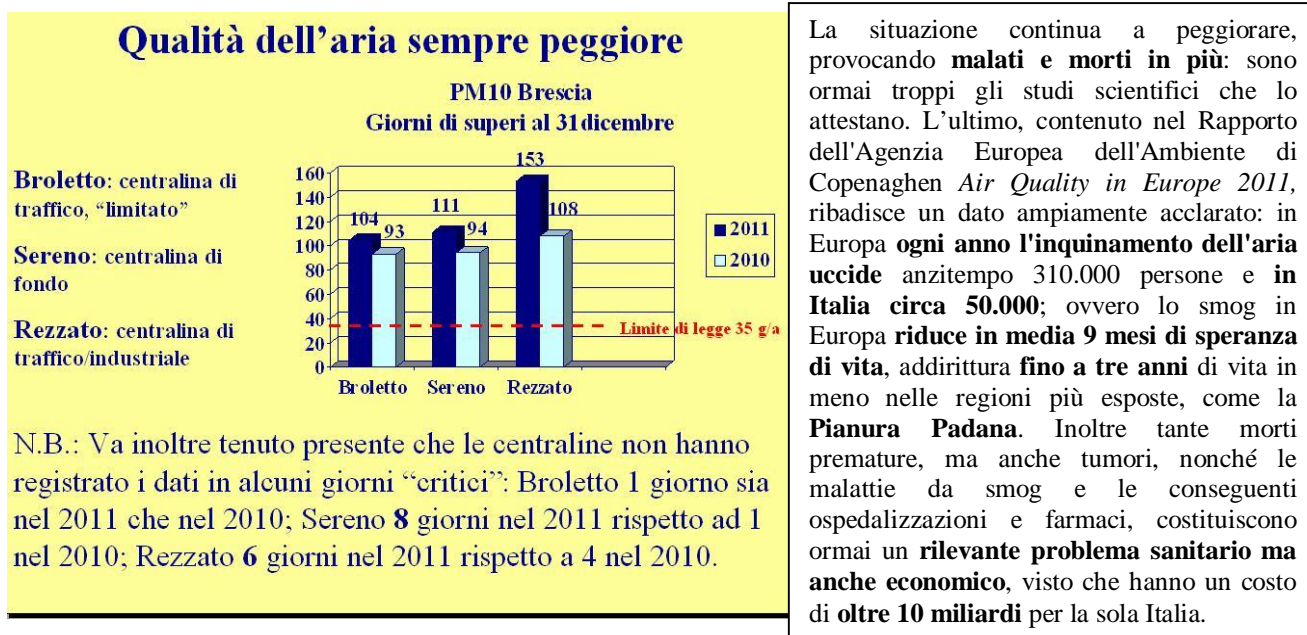 Qualità dell'aria sempre peggiore
PM10 Brescia
Giorni di superi al 31dicembre
Broletto: centralina di
traffico, “limitato”
Sereno: centralina di
fondo
Rezzato: centralina di
traffico/industriale
160
140
120
100
80
60
40
20
0
104
93
111
94
153
108
Broletto
Sereno
Rezzato
2011
2010
Limite di legge 35 g/a
N.B.: Va inoltre tenuto presente che le centraline non hanno
registrato i dati in alcuni giorni “critici”: Broletto 1 giorno sia
nel 2011 che nel 2010; Sereno 8 giorni nel 2011 rispetto ad 1
nel 2010; Rezzato 6 giorni nel 2011 rispetto a 4 nel 2010.
La situazione continua a peggiorare,
provocando malati e morti in più: sono
ormai troppi gli studi scientifici che lo
attestano. L’ultimo, contenuto nel Rapporto
dell'Agenzia Europea dell'Ambiente di
Copenaghen Air Quality in Europe 2011,
ribadisce un dato ampiamente acclarato: in
Europa ogni anno l'inquinamento dell'aria
uccide anzitempo 310.000 persone e in
Italia circa 50.000; ovvero lo smog in
Europa riduce in media 9 mesi di speranza
di vita, addirittura fino a tre anni di vita in
meno nelle regioni più esposte, come la
Pianura Padana. Inoltre tante morti
premature, ma anche tumori, nonché le
malattie da smog e le conseguenti
ospedalizzazioni e farmaci, costituiscono
ormai un rilevante problema sanitario ma
anche economico, visto che hanno un costo
di oltre 10 miliardi per la sola Italia.